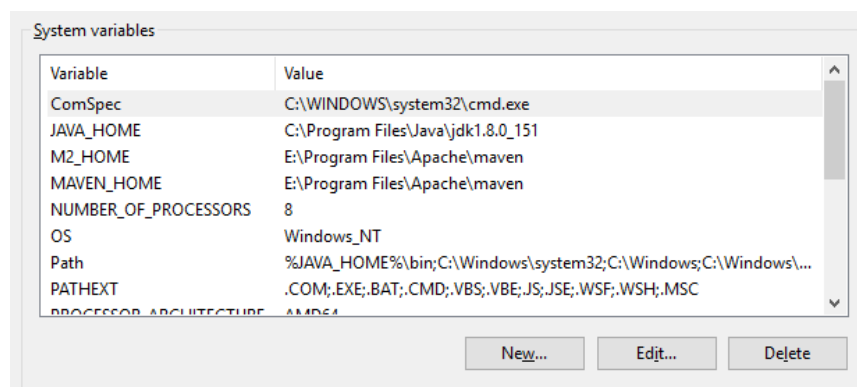 System variables
Variable Value
ComSpec C:\WINDOWS\system32\cmd.exe
JAVA_HOME C:\Program Files\Java\jdk1.8.0_151
M2_HOME E:\Program Files\Apache\maven
MAVEN_HOME E:\Program Files\Apache\maven
NUMBER_OF_PROCESSORS 8
OS Windows_NT
Path %JAVA_HOME%\bin;C:\Windows\system32;C:\Windows;C:\Windows\...
PATHEXT .COM;.EXE;.BAT;.CMD;.VBS;.VBE;.JS;.JSE;.WSF;.WSH;.MSC
PROCESSOR_ARCHITECTURE AMD64
New... Edit... Delete